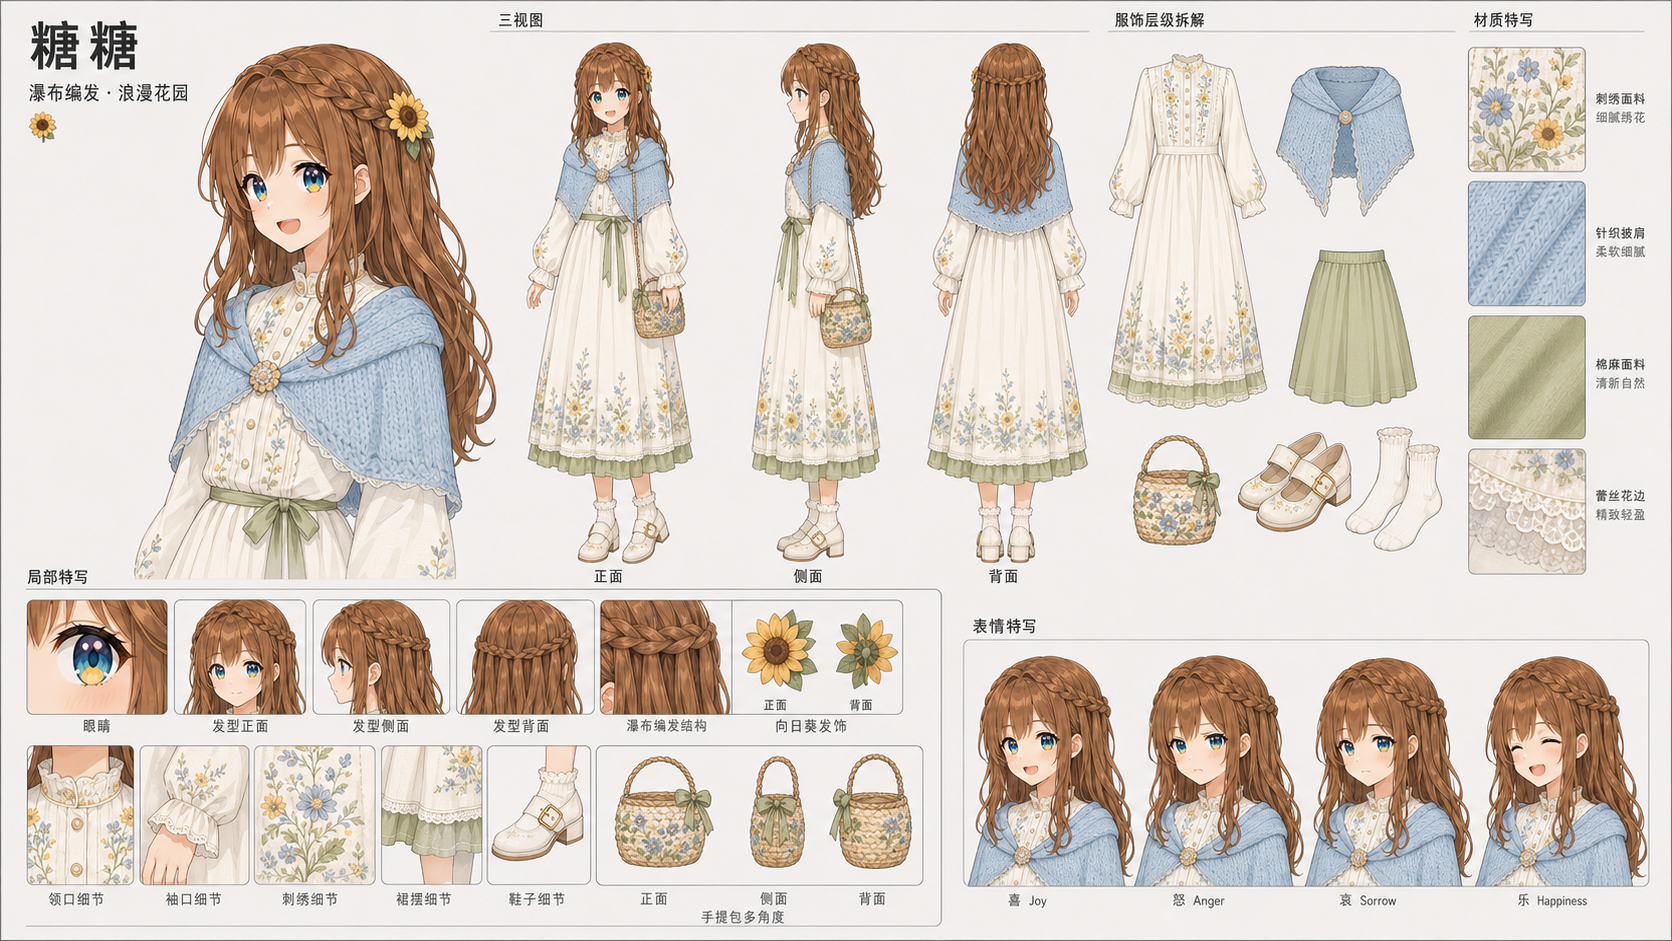 糖糖
瀑布编发 · 浪漫花园
三视图
正面
侧面
背面
服饰层级拆解
材质特写
刺绣面料
细腻绣花
针织披肩
柔软细腻
棉麻面料
清新自然
蕾丝花边
精致轻盈
局部特写
眼睛
发型正面
发型侧面
发型背面
瀑布编发结构
正面
背面
向日葵发饰
领口细节
袖口细节
刺绣细节
裙摆细节
鞋子细节
正面
侧面
背面
手提包多角度
表情特写
喜 Joy
怒 Anger
哀 Sorrow
乐 Happiness